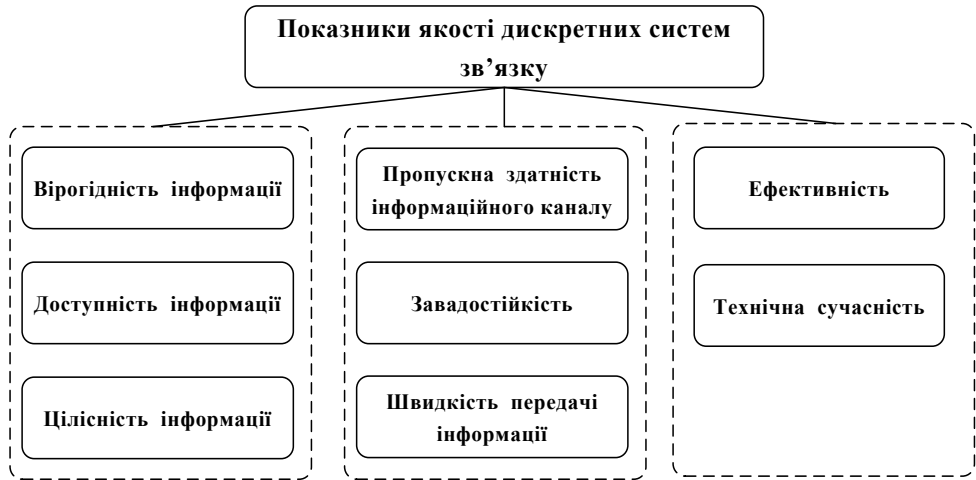 Показники якості дискретних систем
зв’язку
Вірогідність інформації
Доступність інформації
Цілісність інформації
Пропускна здатність
інформаційного каналу
Завадостійкість
Швидкість передачі
інформації
Ефективність
Технічна сучасність